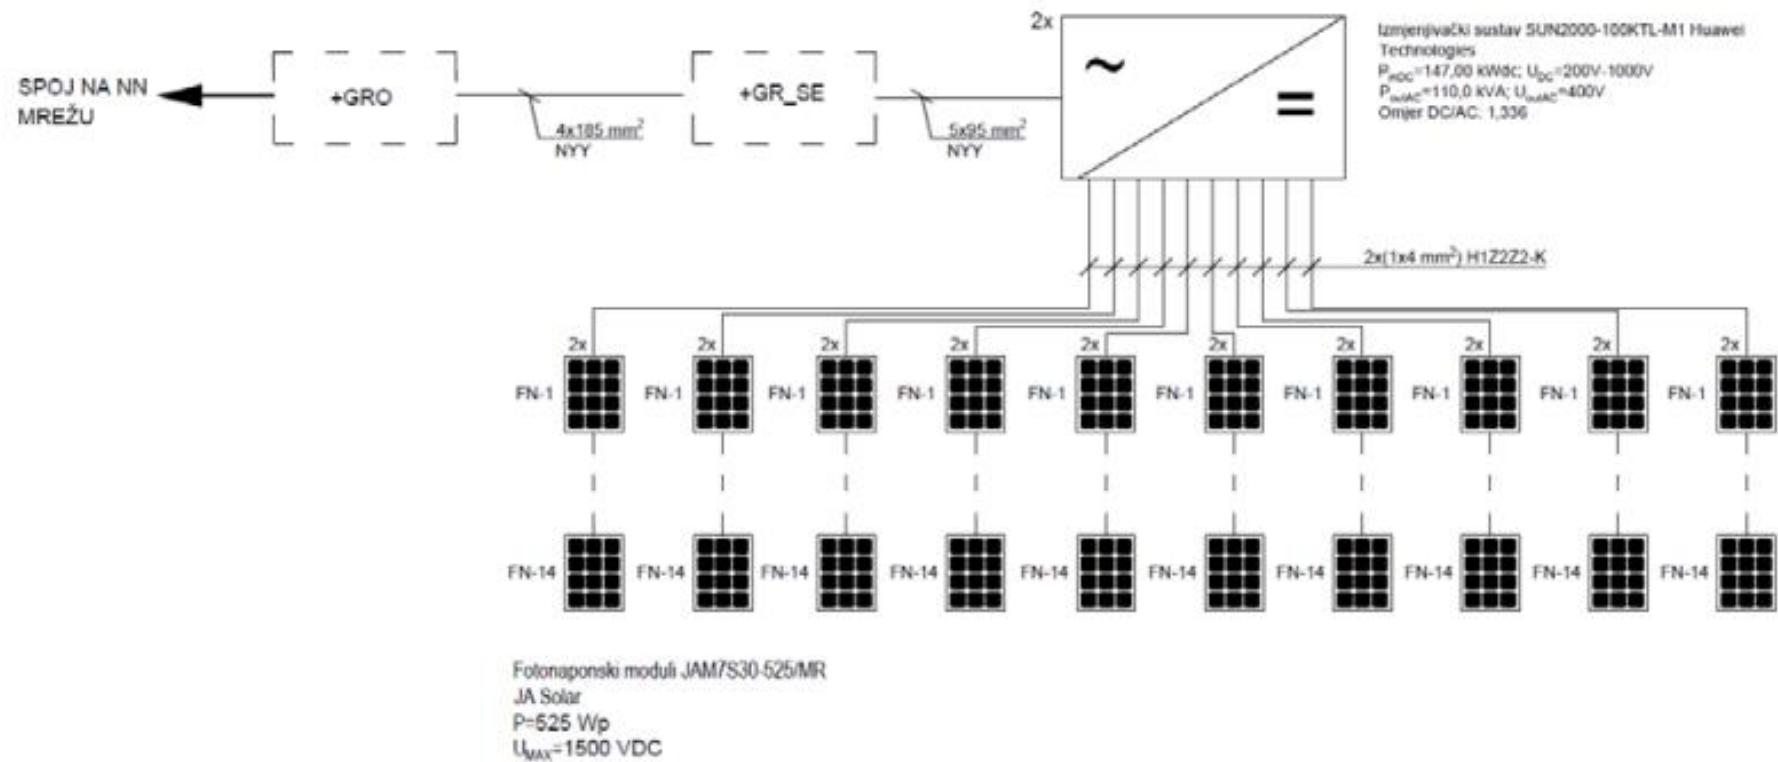 2x
Izmjenjivački sustav SUN2000-100KTL-M1 Huawei
Technologies
PinDC=147,00 kWdc; UDC=200V-1000V
PoutAC=110,0 kVA; UoutAC=400V
Omjer DC/AC: 1,336
SPOJ NA NN
MREŽU
+GRO
+GR_SE
4x185 mm²
NYY
5x95 mm²
NYY
2x(1x4 mm²) H1Z2Z2-K
2x 2x 2x 2x 2x 2x 2x 2x 2x 2x
FN-1 FN-1 FN-1 FN-1 FN-1 FN-1 FN-1 FN-1 FN-1 FN-1
FN-14 FN-14 FN-14 FN-14 FN-14 FN-14 FN-14 FN-14 FN-14 FN-14
Fotonaponski moduli JAM7S30-525/MR
JA Solar
P=525 Wp
UMAX=1500 VDC